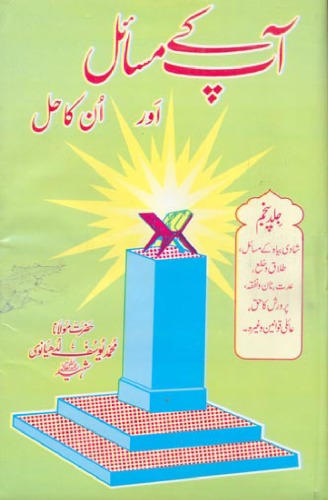 آپ کے مسائل
اور اُن کا حل
جلد پنجم
شادی بیاہ کے مسائل،
طلاق و خلع،
عدت، نان و نفقہ،
پرورش کا حق،
عائلی قوانین وغیرہ۔
حضرت مولانا
محمد یوسف لدھیانوی
شہید